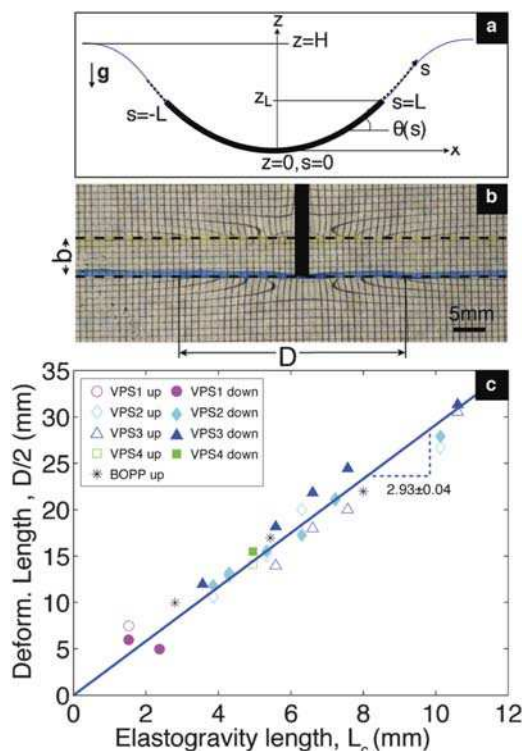 a
z
z=H
g
s
z_L
s=-L
s=L
θ(s)
x
z=0, s=0
b
b
5mm
D
c
35
30
25
20
15
10
5
0
Deform. Length, D/2 (mm)
VPS1 up
VPS1 down
VPS2 up
VPS2 down
VPS3 up
VPS3 down
VPS4 up
VPS4 down
BOPP up
2.93±0.04
0 2 4 6 8 10 12
Elastogravity length, L_c (mm)